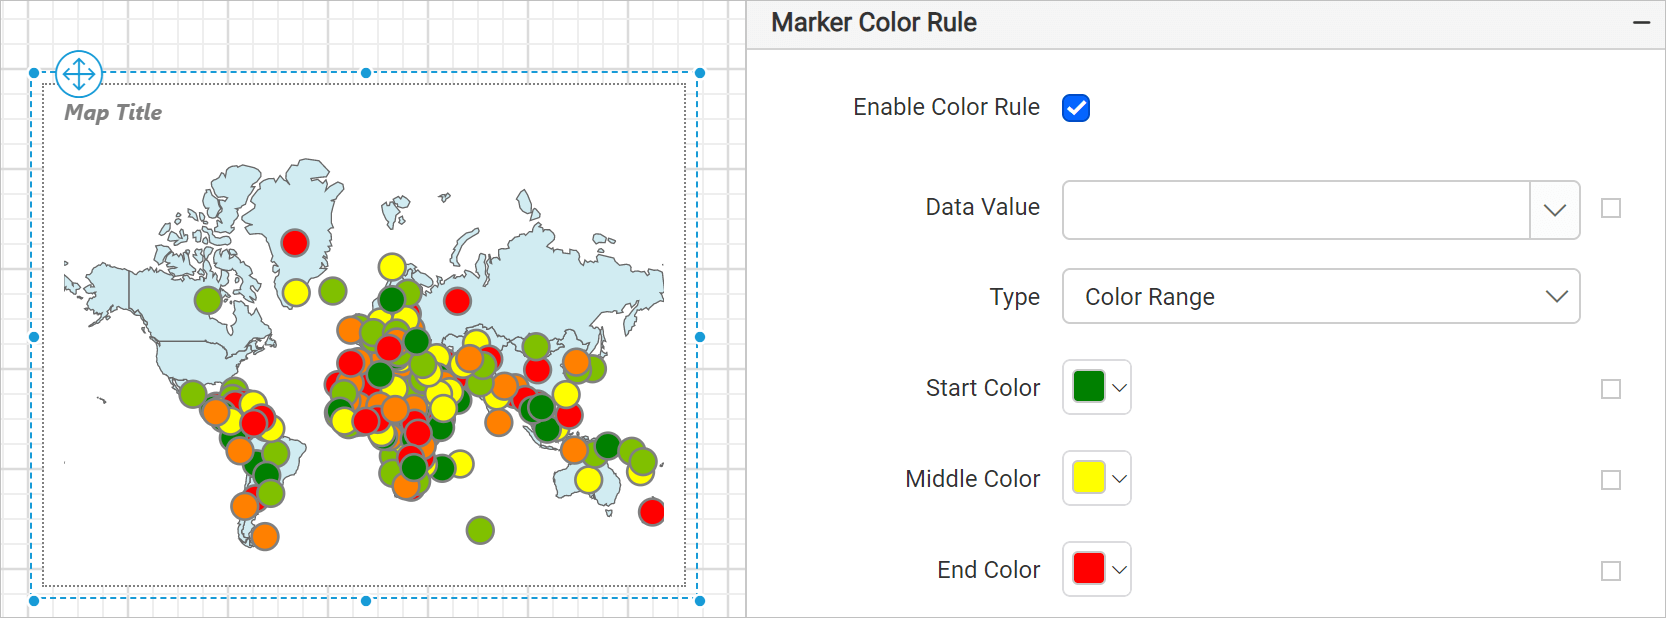 Map Title
Marker Color Rule
Enable Color Rule
Data Value
Type
Color Range
Start Color
Middle Color
End Color